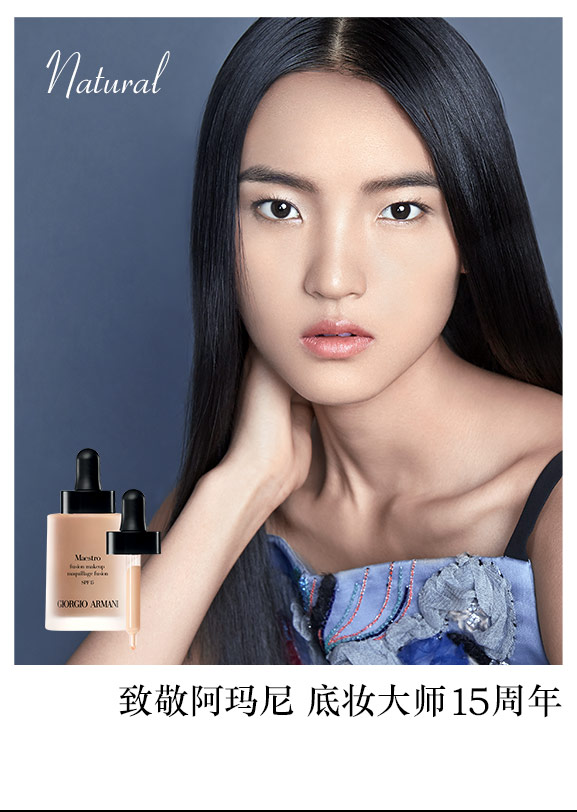 Natural
Maestro
fusion makeup
maquillage fusion
SPF 15
GIORGIO ARMANI
致敬阿玛尼 底妆大师15周年